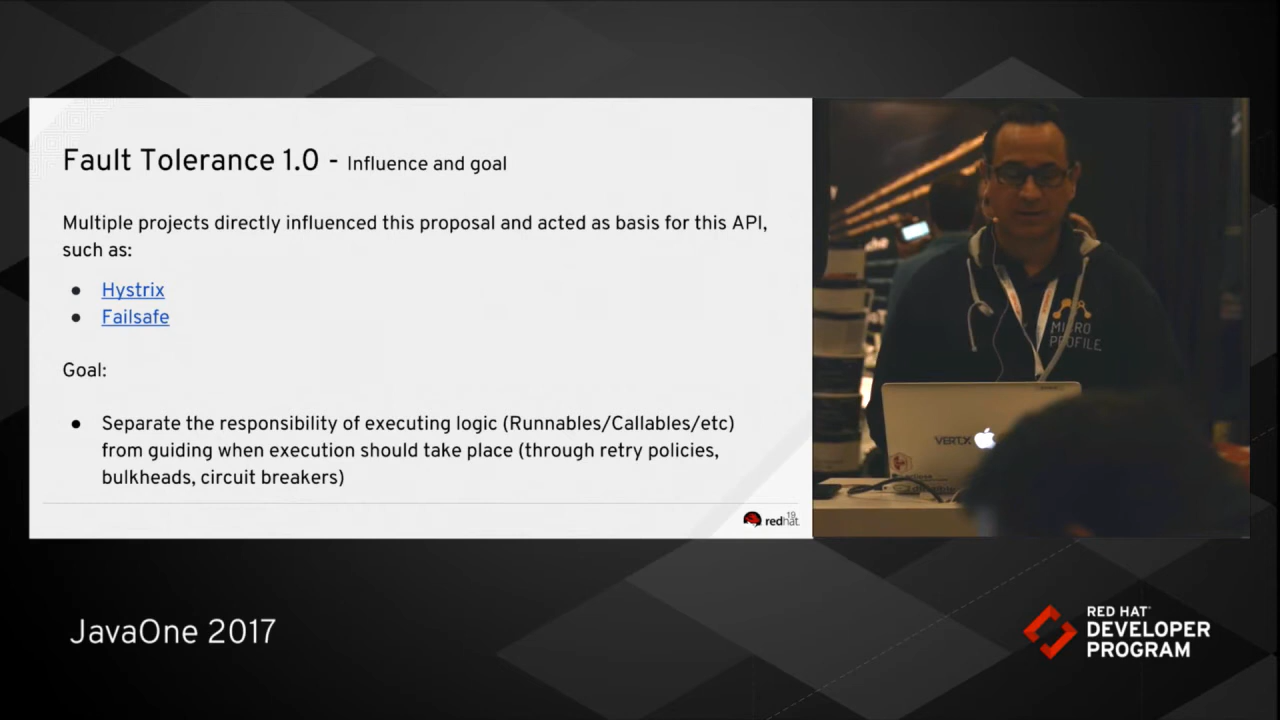 Fault Tolerance 1.0 - Influence and goal
Multiple projects directly influenced this proposal and acted as basis for this API,
such as:
● Hystrix
● Failsafe
Goal:
● Separate the responsibility of executing logic (Runnables/Callables/etc)
from guiding when execution should take place (through retry policies,
bulkheads, circuit breakers)
19
redhat.
MICRO
PROFILE
VERT.X
JavaOne 2017
RED HAT
DEVELOPER
PROGRAM